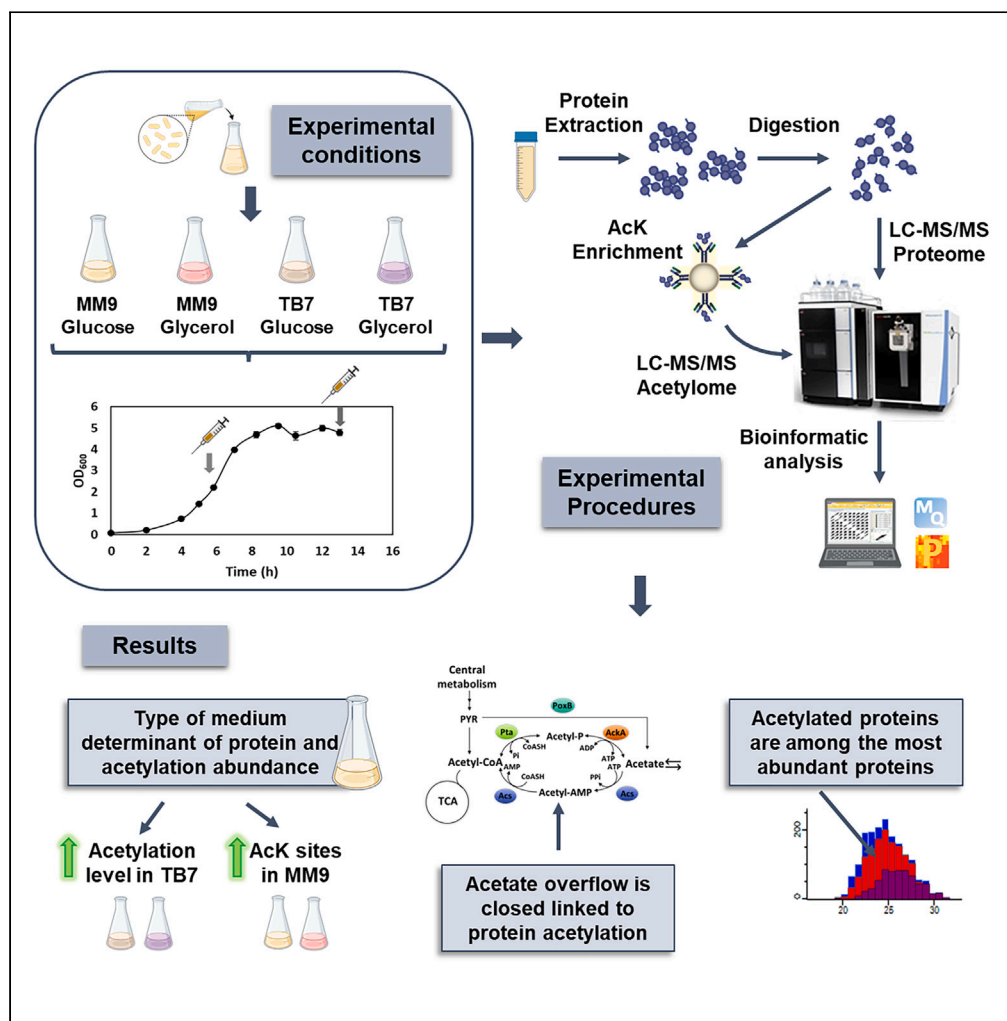 Experimental
conditions
MM9
Glucose
MM9
Glycerol
TB7
Glucose
TB7
Glycerol
OD600
6
5
4
3
2
1
0
0 2 4 6 8 10 12 14 16
Time (h)
Protein
Extraction
Digestion
AcK
Enrichment
LC-MS/MS
Proteome
LC-MS/MS
Acetylome
Bioinformatic
analysis
MQ
P
Experimental
Procedures
Results
Type of medium
determinant of protein and
acetylation abundance
Acetylation
level in TB7
AcK sites
in MM9
Central
metabolism
PYR
PoxB
Pta
Acetyl-P
AckA
CoASH
ADP
Pi
ATP
Acetyl-CoA
AMP
ATP
Acetate
CoASH
PPi
Acs
Acetyl-AMP
Acs
TCA
Acetate overflow is
closed linked to
protein acetylation
Acetylated proteins
are among the most
abundant proteins
200
0
20 25 30